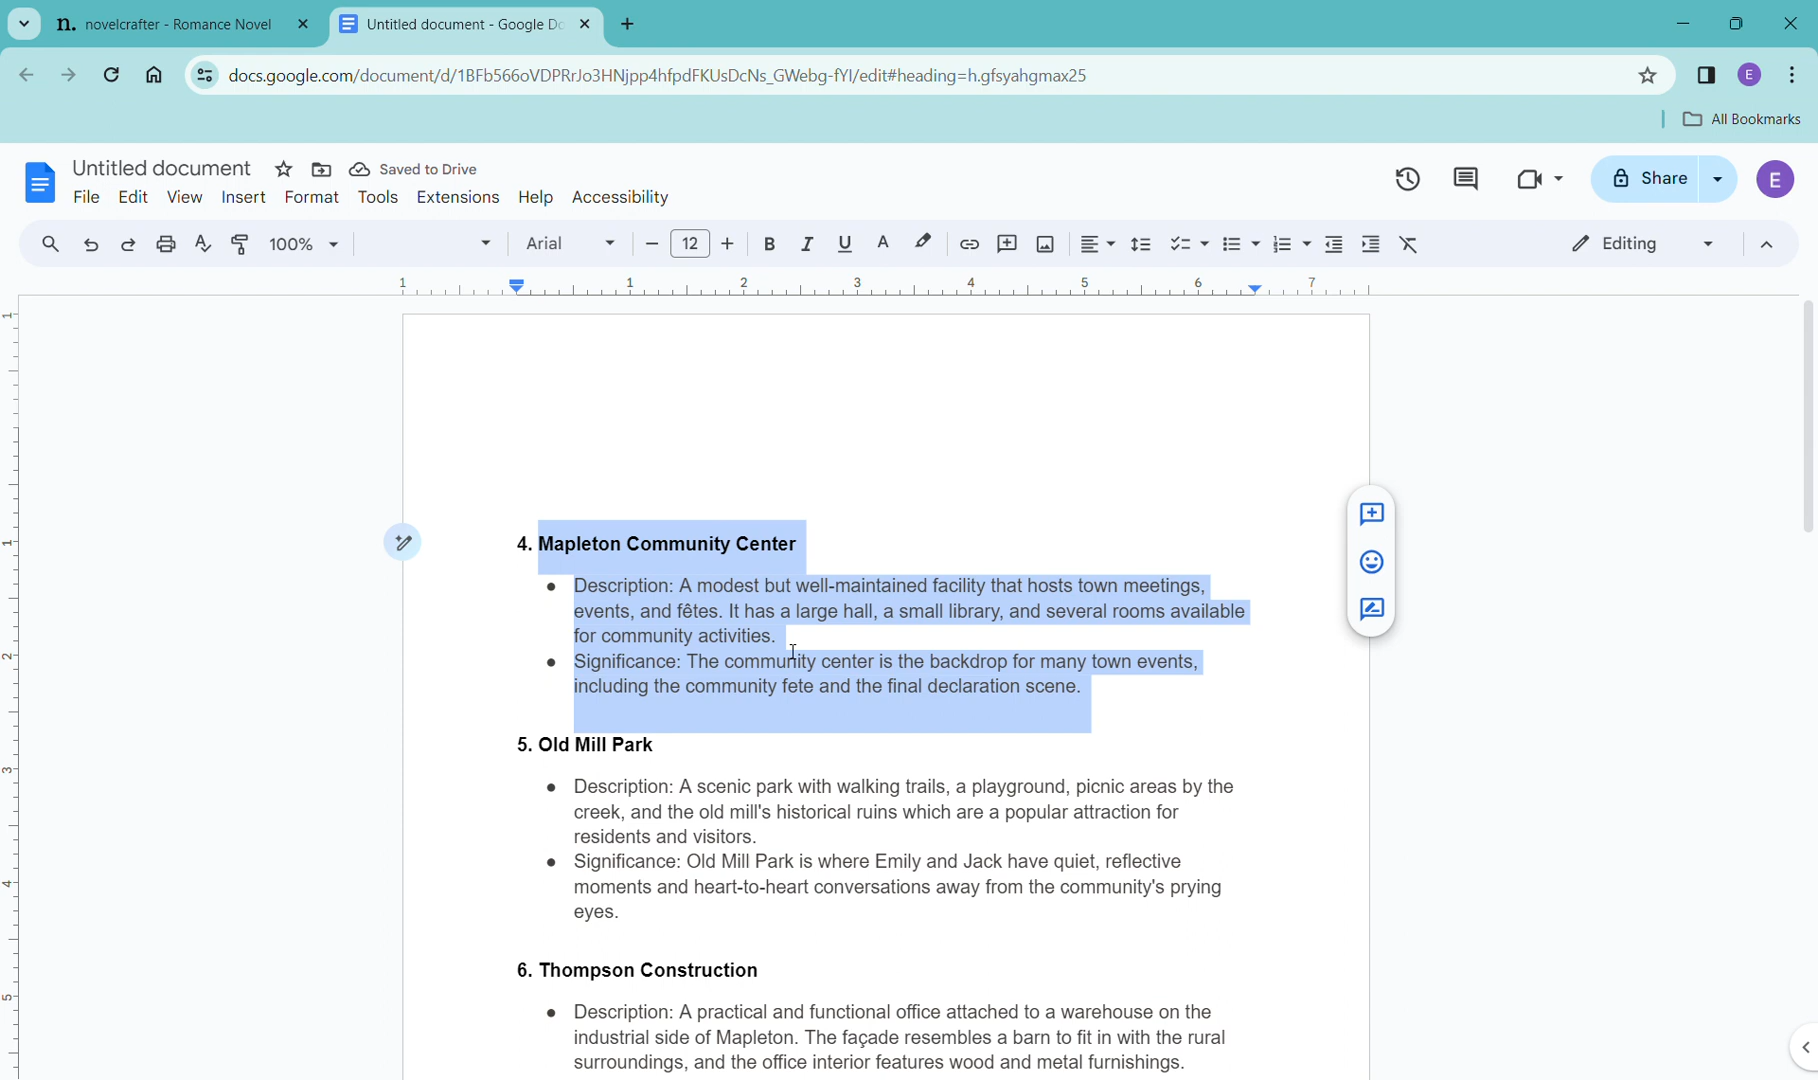 novelcrafter - Romance Novel
Untitled document - Google Do
docs.google.com/document/d/1BFb566oVDPRrJo3HNjpp4hfpdFKUsDcNs_GWebg-fYI/edit#heading=h.gfsyahgmax25
E
All Bookmarks
Untitled document
Saved to Drive
File Edit View Insert Format Tools Extensions Help Accessibility
Share
E
100%
Arial
12
Editing
1 1 2 3 4 5 6 7
4. Mapleton Community Center
● Description: A modest but well-maintained facility that hosts town meetings,
events, and fêtes. It has a large hall, a small library, and several rooms available
for community activities.
● Significance: The community center is the backdrop for many town events,
including the community fete and the final declaration scene.
5. Old Mill Park
● Description: A scenic park with walking trails, a playground, picnic areas by the
creek, and the old mill's historical ruins which are a popular attraction for
residents and visitors.
● Significance: Old Mill Park is where Emily and Jack have quiet, reflective
moments and heart-to-heart conversations away from the community's prying
eyes.
6. Thompson Construction
● Description: A practical and functional office attached to a warehouse on the
industrial side of Mapleton. The façade resembles a barn to fit in with the rural
surroundings, and the office interior features wood and metal furnishings.